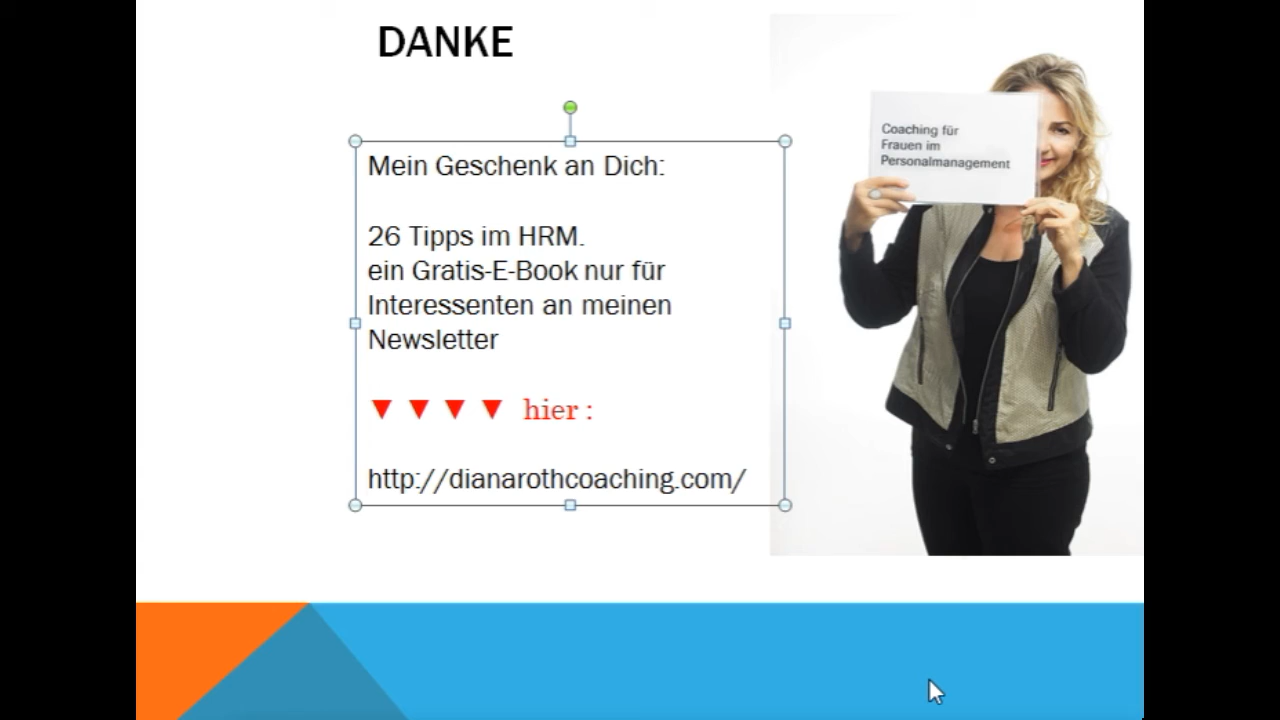 DANKE
Mein Geschenk an Dich:
26 Tipps im HRM.
ein Gratis-E-Book nur für
Interessenten an meinen
Newsletter
▼ ▼ ▼ ▼ hier :
http://dianarothcoaching.com/
Coaching für
Frauen im
Personalmanagement